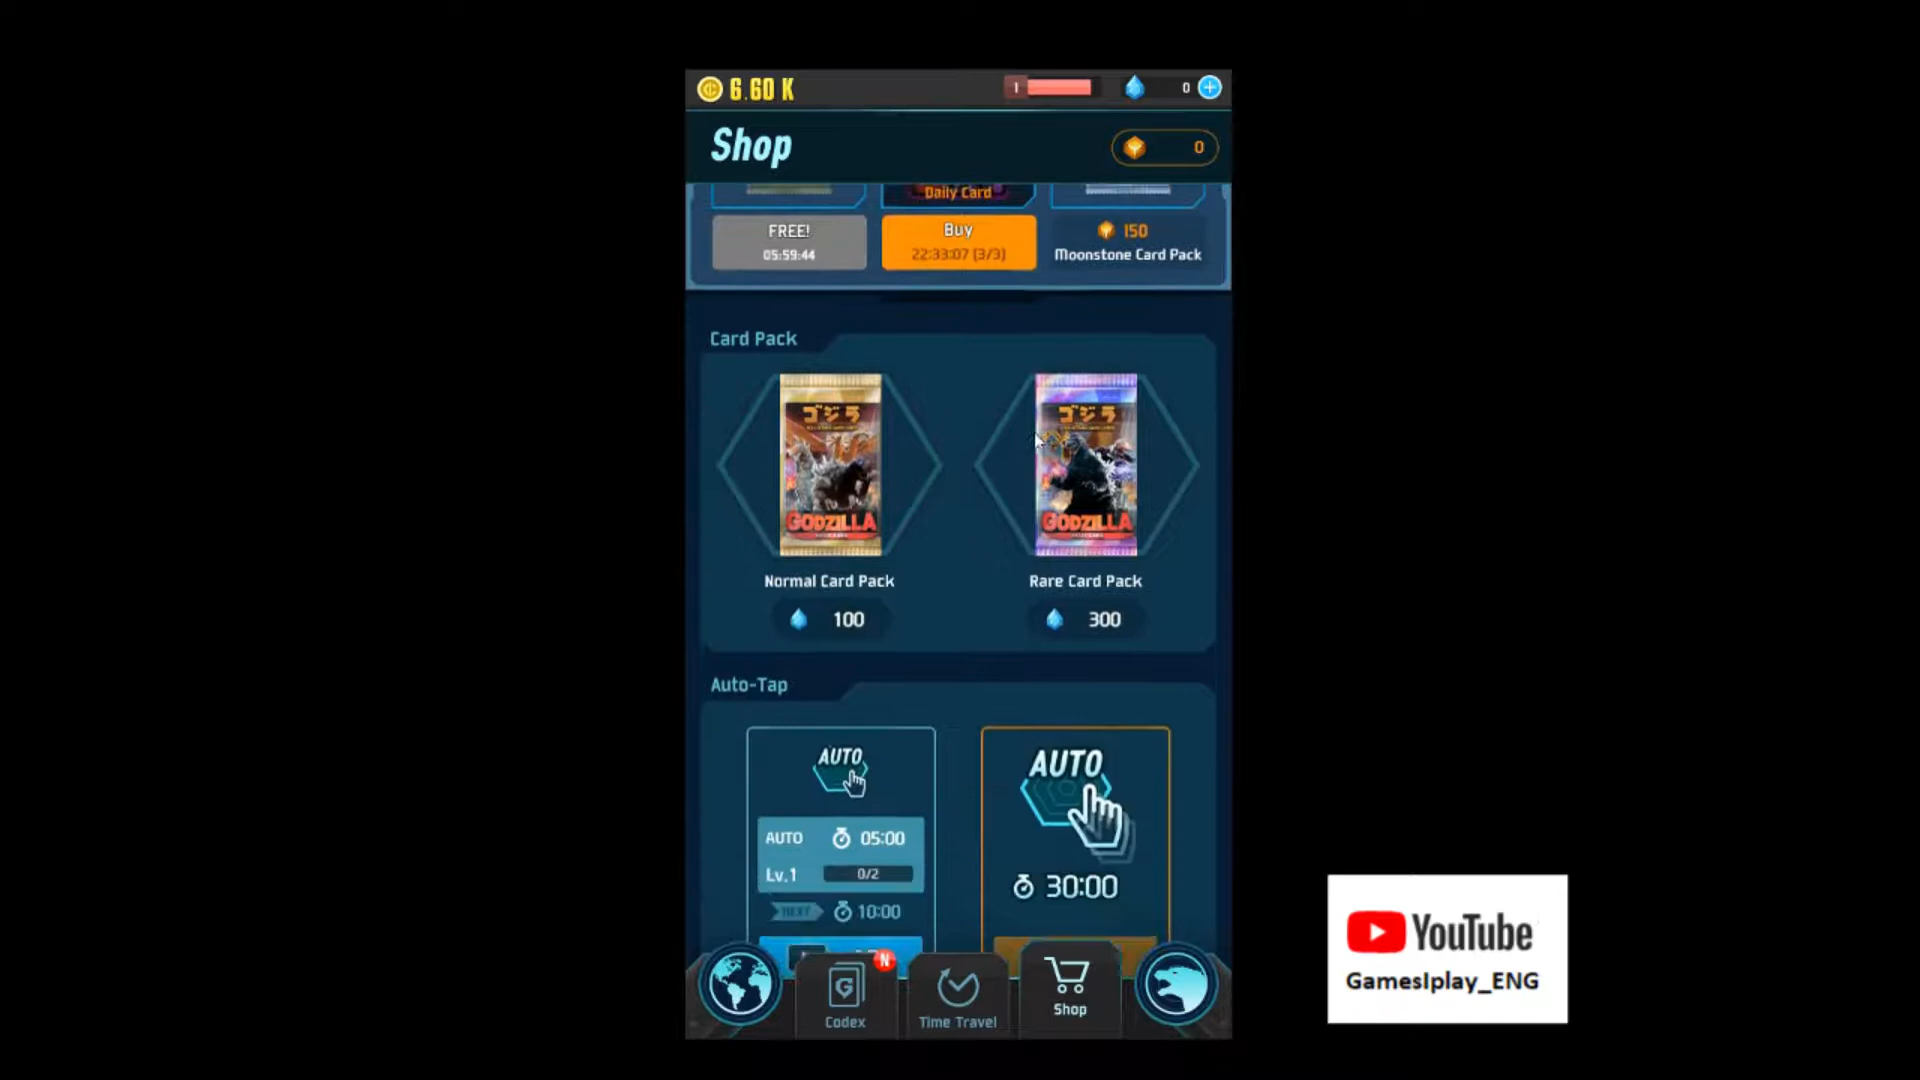 6.60 K
1
0
Shop
0
Daily Card
FREE!
05:59:44
Buy
22:33:07 (3/3)
150
Moonstone Card Pack
Card Pack
ゴジラ
GODZILLA
ゴジラ
GODZILLA
Normal Card Pack
Rare Card Pack
100
300
Auto-Tap
AUTO
AUTO
AUTO
05:00
Lv.1
0/2
NEXT
10:00
30:00
N
G
Codex
Time Travel
Shop
YouTube
GamesIplay_ENG